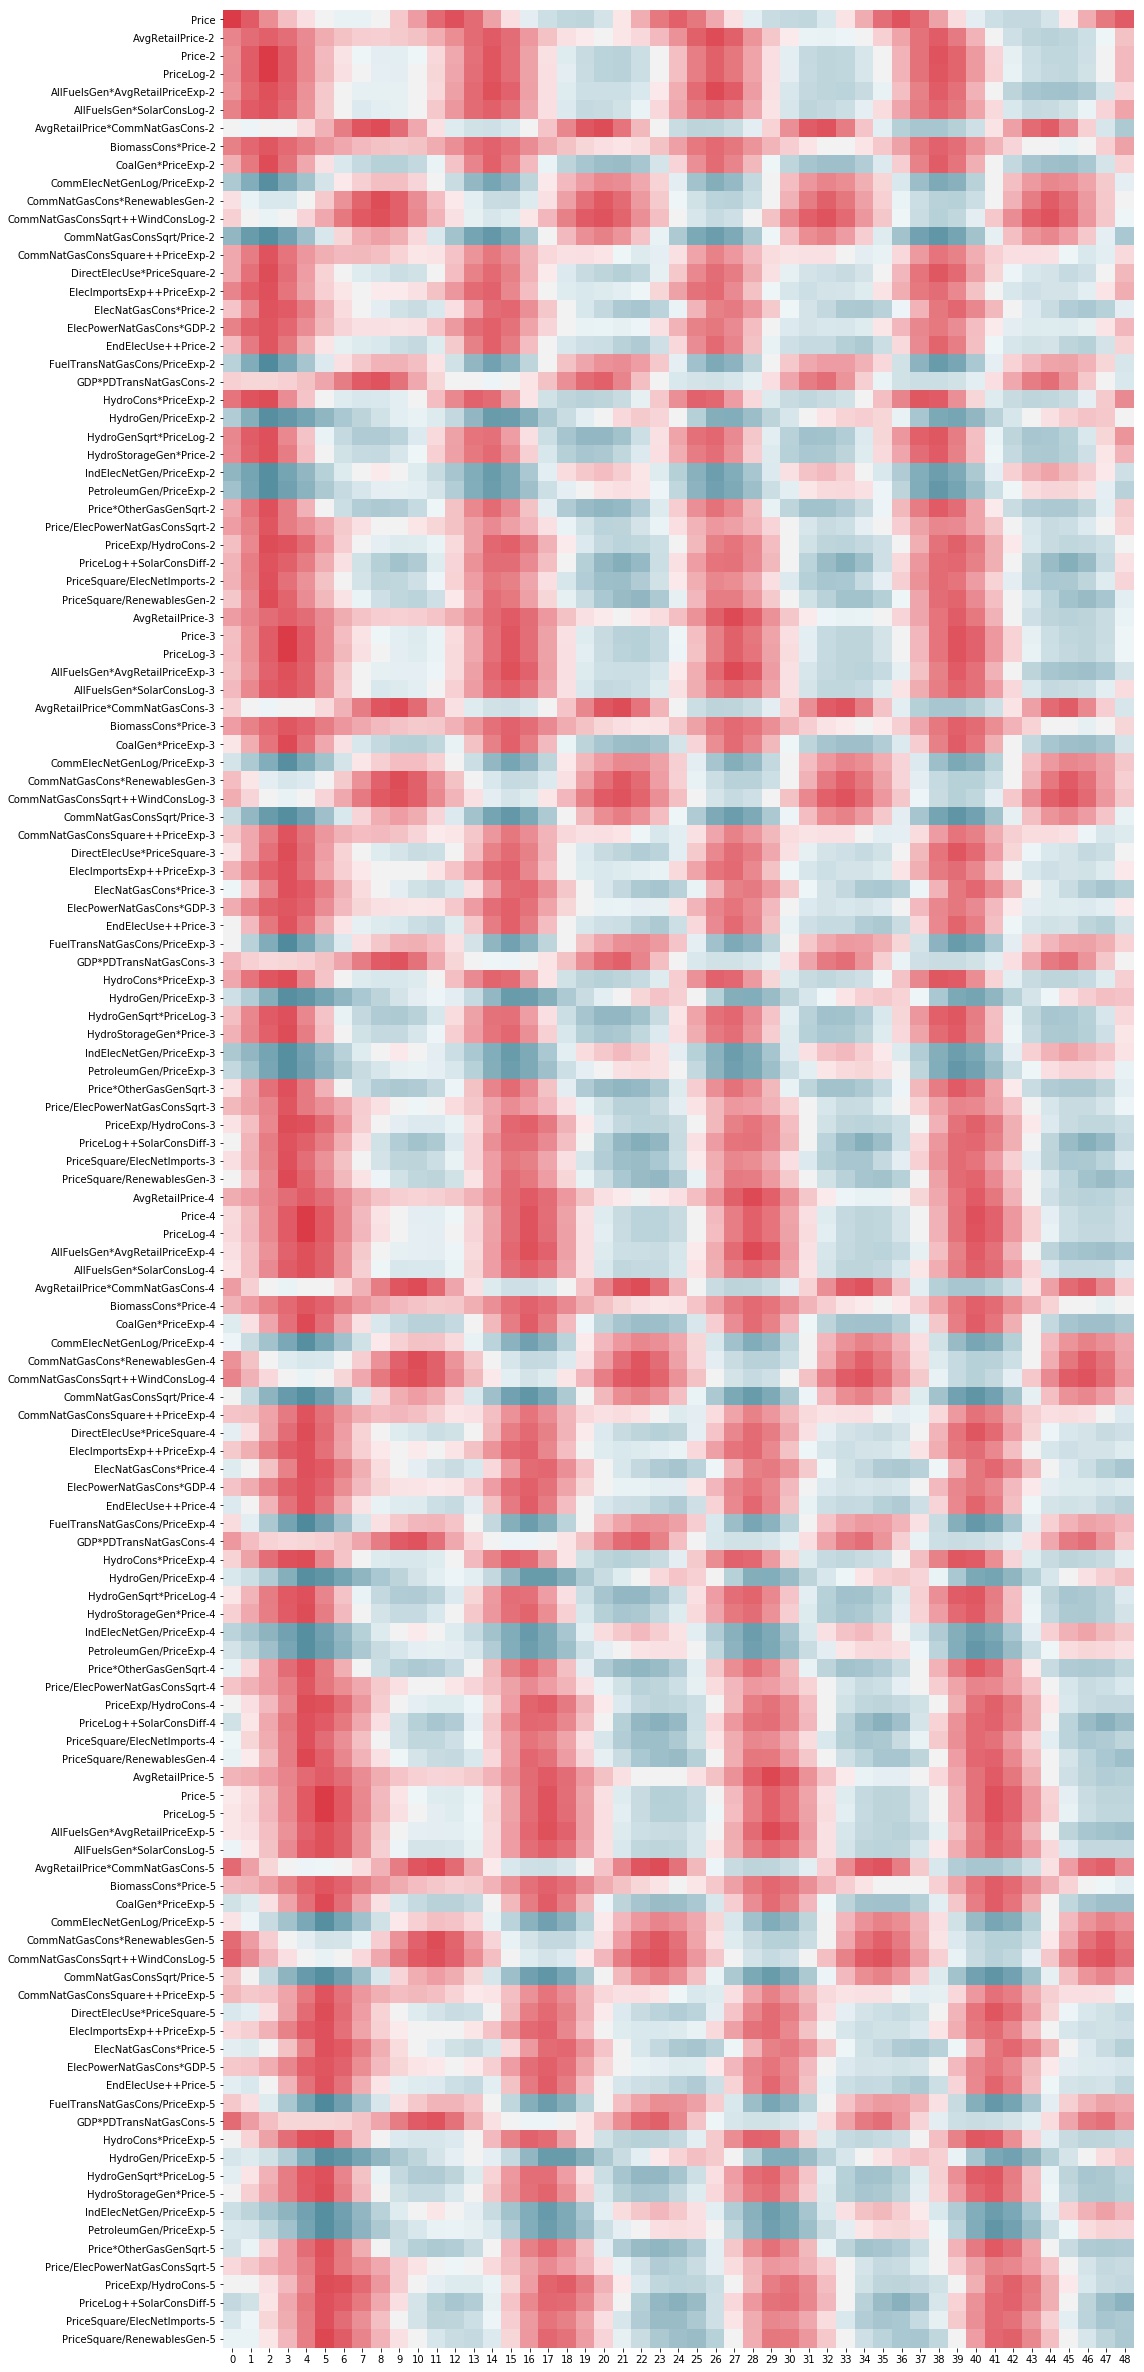 Price
AvgRetailPrice-2
Price-2
PriceLog-2
AllFuelsGen*AvgRetailPriceExp-2
AllFuelsGen*SolarConsLog-2
AvgRetailPrice*CommNatGasCons-2
BiomassCons*Price-2
CoalGen*PriceExp-2
CommElecNetGenLog/PriceExp-2
CommNatGasCons*RenewablesGen-2
CommNatGasConsSqrt++WindConsLog-2
CommNatGasConsSqrt/Price-2
CommNatGasConsSquare++PriceExp-2
DirectElecUse*PriceSquare-2
ElecImportsExp++PriceExp-2
ElecNatGasCons*Price-2
ElecPowerNatGasCons*GDP-2
EndElecUse++Price-2
FuelTransNatGasCons/PriceExp-2
GDP*PDTransNatGasCons-2
HydroCons*PriceExp-2
HydroGen/PriceExp-2
HydroGenSqrt*PriceLog-2
HydroStorageGen*Price-2
IndElecNetGen/PriceExp-2
PetroleumGen/PriceExp-2
Price*OtherGasGenSqrt-2
Price/ElecPowerNatGasConsSqrt-2
PriceExp/HydroCons-2
PriceLog++SolarConsDiff-2
PriceSquare/ElecNetImports-2
PriceSquare/RenewablesGen-2
AvgRetailPrice-3
Price-3
PriceLog-3
AllFuelsGen*AvgRetailPriceExp-3
AllFuelsGen*SolarConsLog-3
AvgRetailPrice*CommNatGasCons-3
BiomassCons*Price-3
CoalGen*PriceExp-3
CommElecNetGenLog/PriceExp-3
CommNatGasCons*RenewablesGen-3
CommNatGasConsSqrt++WindConsLog-3
CommNatGasConsSqrt/Price-3
CommNatGasConsSquare++PriceExp-3
DirectElecUse*PriceSquare-3
ElecImportsExp++PriceExp-3
ElecNatGasCons*Price-3
ElecPowerNatGasCons*GDP-3
EndElecUse++Price-3
FuelTransNatGasCons/PriceExp-3
GDP*PDTransNatGasCons-3
HydroCons*PriceExp-3
HydroGen/PriceExp-3
HydroGenSqrt*PriceLog-3
HydroStorageGen*Price-3
IndElecNetGen/PriceExp-3
PetroleumGen/PriceExp-3
Price*OtherGasGenSqrt-3
Price/ElecPowerNatGasConsSqrt-3
PriceExp/HydroCons-3
PriceLog++SolarConsDiff-3
PriceSquare/ElecNetImports-3
PriceSquare/RenewablesGen-3
AvgRetailPrice-4
Price-4
PriceLog-4
AllFuelsGen*AvgRetailPriceExp-4
AllFuelsGen*SolarConsLog-4
AvgRetailPrice*CommNatGasCons-4
BiomassCons*Price-4
CoalGen*PriceExp-4
CommElecNetGenLog/PriceExp-4
CommNatGasCons*RenewablesGen-4
CommNatGasConsSqrt++WindConsLog-4
CommNatGasConsSqrt/Price-4
CommNatGasConsSquare++PriceExp-4
DirectElecUse*PriceSquare-4
ElecImportsExp++PriceExp-4
ElecNatGasCons*Price-4
ElecPowerNatGasCons*GDP-4
EndElecUse++Price-4
FuelTransNatGasCons/PriceExp-4
GDP*PDTransNatGasCons-4
HydroCons*PriceExp-4
HydroGen/PriceExp-4
HydroGenSqrt*PriceLog-4
HydroStorageGen*Price-4
IndElecNetGen/PriceExp-4
PetroleumGen/PriceExp-4
Price*OtherGasGenSqrt-4
Price/ElecPowerNatGasConsSqrt-4
PriceExp/HydroCons-4
PriceLog++SolarConsDiff-4
PriceSquare/ElecNetImports-4
PriceSquare/RenewablesGen-4
AvgRetailPrice-5
Price-5
PriceLog-5
AllFuelsGen*AvgRetailPriceExp-5
AllFuelsGen*SolarConsLog-5
AvgRetailPrice*CommNatGasCons-5
BiomassCons*Price-5
CoalGen*PriceExp-5
CommElecNetGenLog/PriceExp-5
CommNatGasCons*RenewablesGen-5
CommNatGasConsSqrt++WindConsLog-5
CommNatGasConsSqrt/Price-5
CommNatGasConsSquare++PriceExp-5
DirectElecUse*PriceSquare-5
ElecImportsExp++PriceExp-5
ElecNatGasCons*Price-5
ElecPowerNatGasCons*GDP-5
EndElecUse++Price-5
FuelTransNatGasCons/PriceExp-5
GDP*PDTransNatGasCons-5
HydroCons*PriceExp-5
HydroGen/PriceExp-5
HydroGenSqrt*PriceLog-5
HydroStorageGen*Price-5
IndElecNetGen/PriceExp-5
PetroleumGen/PriceExp-5
Price*OtherGasGenSqrt-5
Price/ElecPowerNatGasConsSqrt-5
PriceExp/HydroCons-5
PriceLog++SolarConsDiff-5
PriceSquare/ElecNetImports-5
PriceSquare/RenewablesGen-5
0 1 2 3 4 5 6 7 8 9 10 11 12 13 14 15 16 17 18 19 20 21 22 23 24 25 26 27 28 29 30 31 32 33 34 35 36 37 38 39 40 41 42 43 44 45 46 47 48